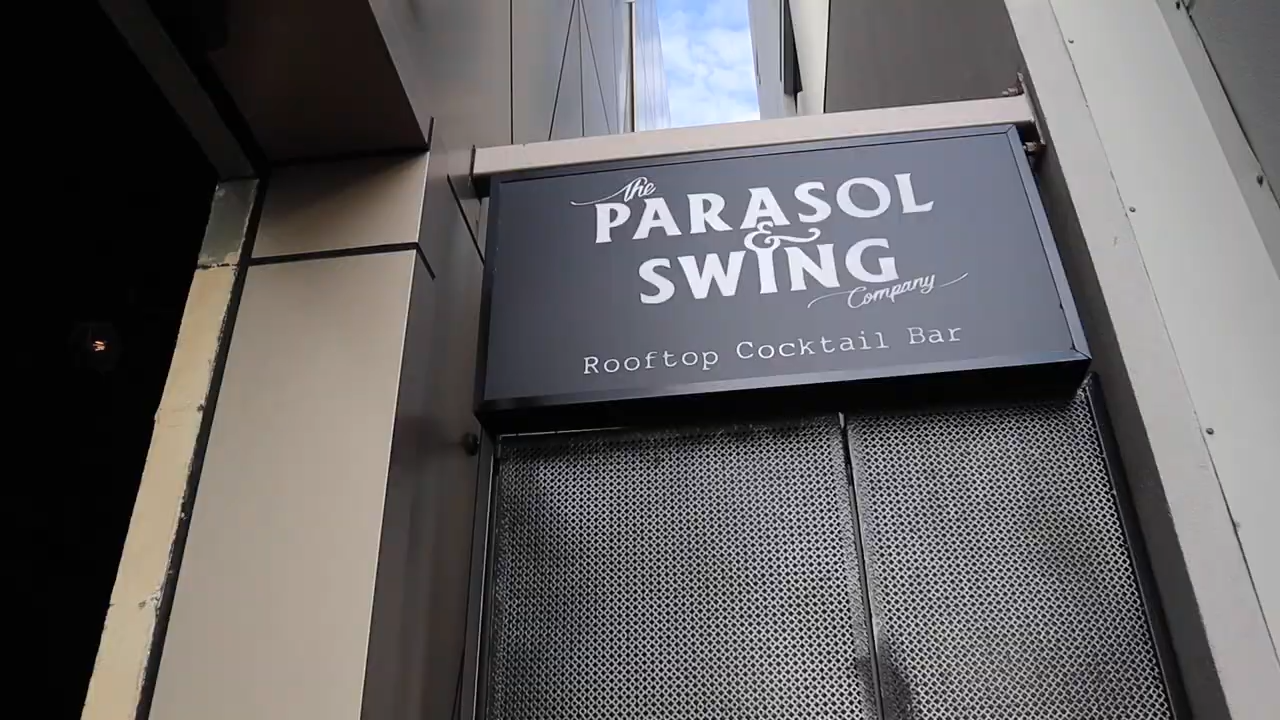 The
PARASOL
&
SWING
Company
Rooftop Cocktail Bar